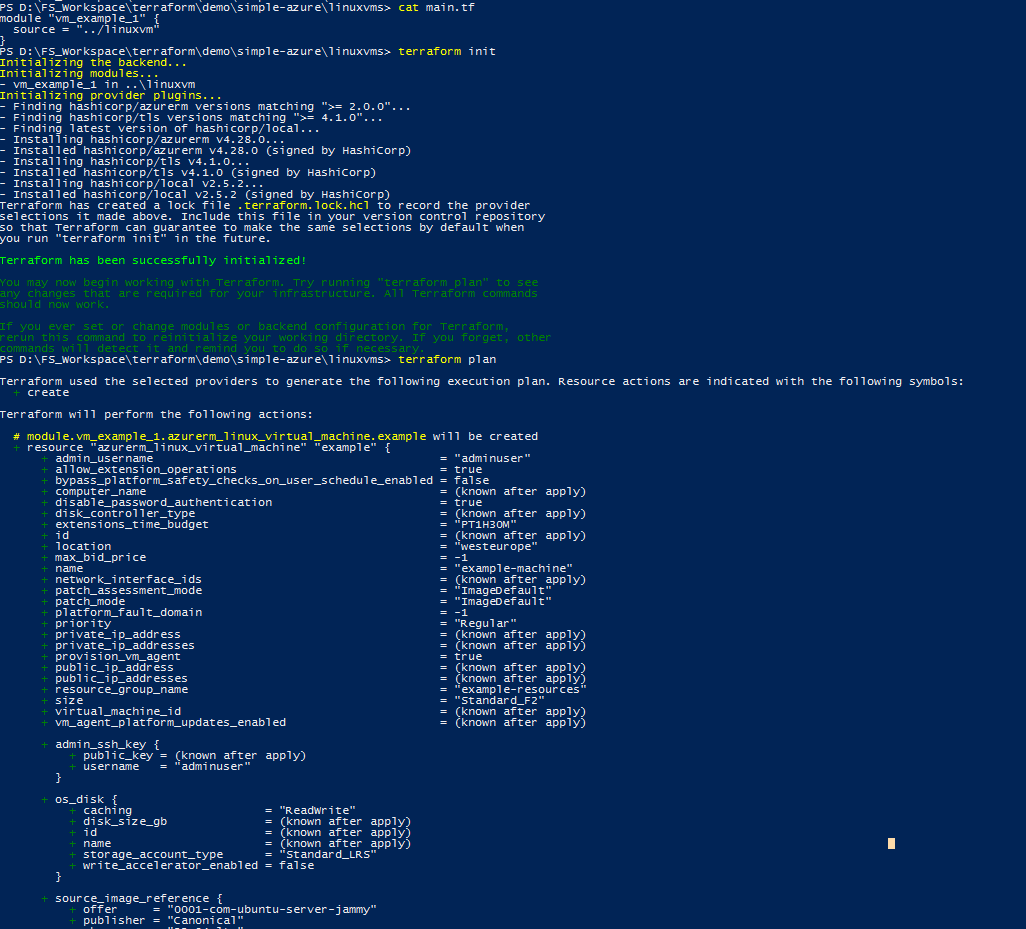 PS D:\FS_Workspace\terraform\demo\simple-azure\linuxvms> cat main.tf
module "vm_example_1" {
  source = "../linuxvm"
}
PS D:\FS_Workspace\terraform\demo\simple-azure\linuxvms> terraform init
Initializing the backend...
Initializing modules...
- vm_example_1 in ..\linuxvm
Initializing provider plugins...
- Finding hashicorp/azurerm versions matching ">= 2.0.0"...
- Finding hashicorp/tls versions matching ">= 4.1.0"...
- Finding latest version of hashicorp/local...
- Installing hashicorp/azurerm v4.28.0...
- Installed hashicorp/azurerm v4.28.0 (signed by HashiCorp)
- Installing hashicorp/tls v4.1.0...
- Installed hashicorp/tls v4.1.0 (signed by HashiCorp)
- Installing hashicorp/local v2.5.2...
- Installed hashicorp/local v2.5.2 (signed by HashiCorp)
Terraform has created a lock file .terraform.lock.hcl to record the provider
selections it made above. Include this file in your version control repository
so that Terraform can guarantee to make the same selections by default when
you run "terraform init" in the future.

Terraform has been successfully initialized!

You may now begin working with Terraform. Try running "terraform plan" to see
any changes that are required for your infrastructure. All Terraform commands
should now work.

If you ever set or change modules or backend configuration for Terraform,
rerun this command to reinitialize your working directory. If you forget, other
commands will detect it and remind you to do so if necessary.
PS D:\FS_Workspace\terraform\demo\simple-azure\linuxvms> terraform plan

Terraform used the selected providers to generate the following execution plan. Resource actions are indicated with the following symbols:
  + create

Terraform will perform the following actions:

  # module.vm_example_1.azurerm_linux_virtual_machine.example will be created
  + resource "azurerm_linux_virtual_machine" "example" {
      + admin_username                                         = "adminuser"
      + allow_extension_operations                             = true
      + bypass_platform_safety_checks_on_user_schedule_enabled = false
      + computer_name                                          = (known after apply)
      + disable_password_authentication                        = true
      + disk_controller_type                                   = (known after apply)
      + extensions_time_budget                                 = "PT1H30M"
      + id                                                     = (known after apply)
      + location                                               = "westeurope"
      + max_bid_price                                          = -1
      + name                                                   = "example-machine"
      + network_interface_ids                                  = (known after apply)
      + patch_assessment_mode                                  = "ImageDefault"
      + patch_mode                                             = "ImageDefault"
      + platform_fault_domain                                  = -1
      + priority                                               = "Regular"
      + private_ip_address                                     = (known after apply)
      + private_ip_addresses                                   = (known after apply)
      + provision_vm_agent                                     = true
      + public_ip_address                                      = (known after apply)
      + public_ip_addresses                                    = (known after apply)
      + resource_group_name                                    = "example-resources"
      + size                                                   = "Standard_F2"
      + virtual_machine_id                                     = (known after apply)
      + vm_agent_platform_updates_enabled                      = (known after apply)

      + admin_ssh_key {
          + public_key = (known after apply)
          + username   = "adminuser"
        }

      + os_disk {
          + caching                   = "ReadWrite"
          + disk_size_gb              = (known after apply)
          + id                        = (known after apply)
          + name                      = (known after apply)
          + storage_account_type      = "Standard_LRS"
          + write_accelerator_enabled = false
        }

      + source_image_reference {
          + offer     = "0001-com-ubuntu-server-jammy"
          + publisher = "Canonical"